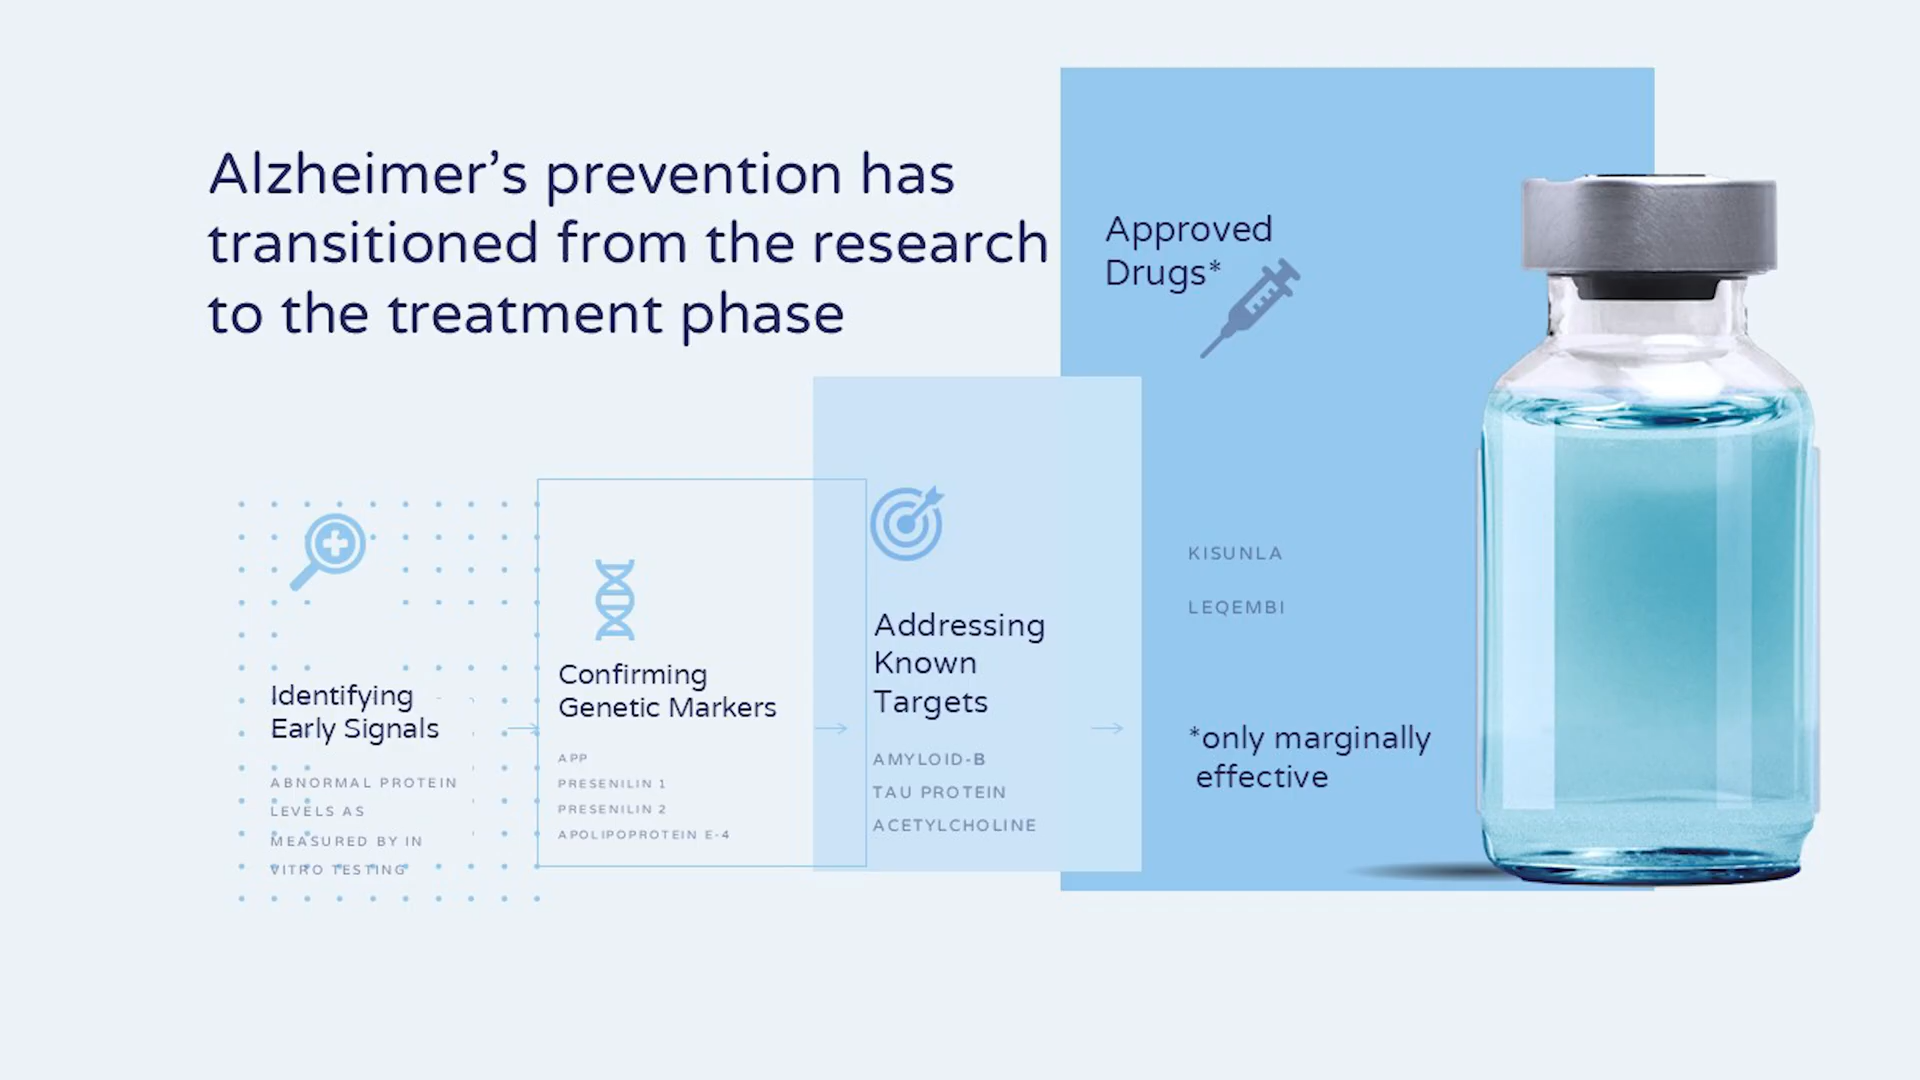 Alzheimer’s prevention has
transitioned from the research
to the treatment phase
Identifying
Early Signals
ABNORMAL PROTEIN
LEVELS AS
MEASURED BY IN
VITRO TESTING
Confirming
Genetic Markers
APP
PRESENILIN 1
PRESENILIN 2
APOLIPOPROTEIN E-4
Addressing
Known
Targets
AMYLOID-B
TAU PROTEIN
ACETYLCHOLINE
Approved
Drugs*
KISUNLA
LEQEMBI
*only marginally
effective